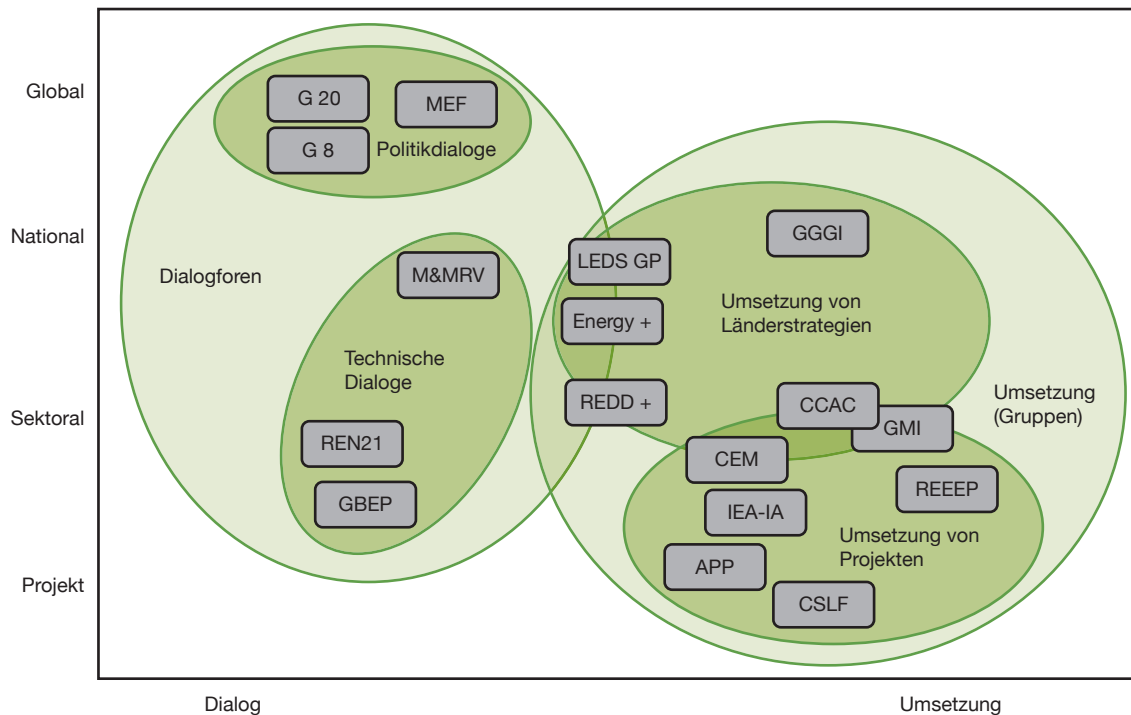 Global
G 20
MEF
G 8
Politikdialoge
National
GGGI
LEDS GP
M&MRV
Dialogforen
Umsetzung von
Länderstrategien
Energy +
Technische
Dialoge
Umsetzung
(Gruppen)
Sektoral
REDD +
CCAC
GMI
REN21
CEM
REEEP
GBEP
IEA-IA
Umsetzung von
Projekten
APP
Projekt
CSLF
Dialog
Umsetzung